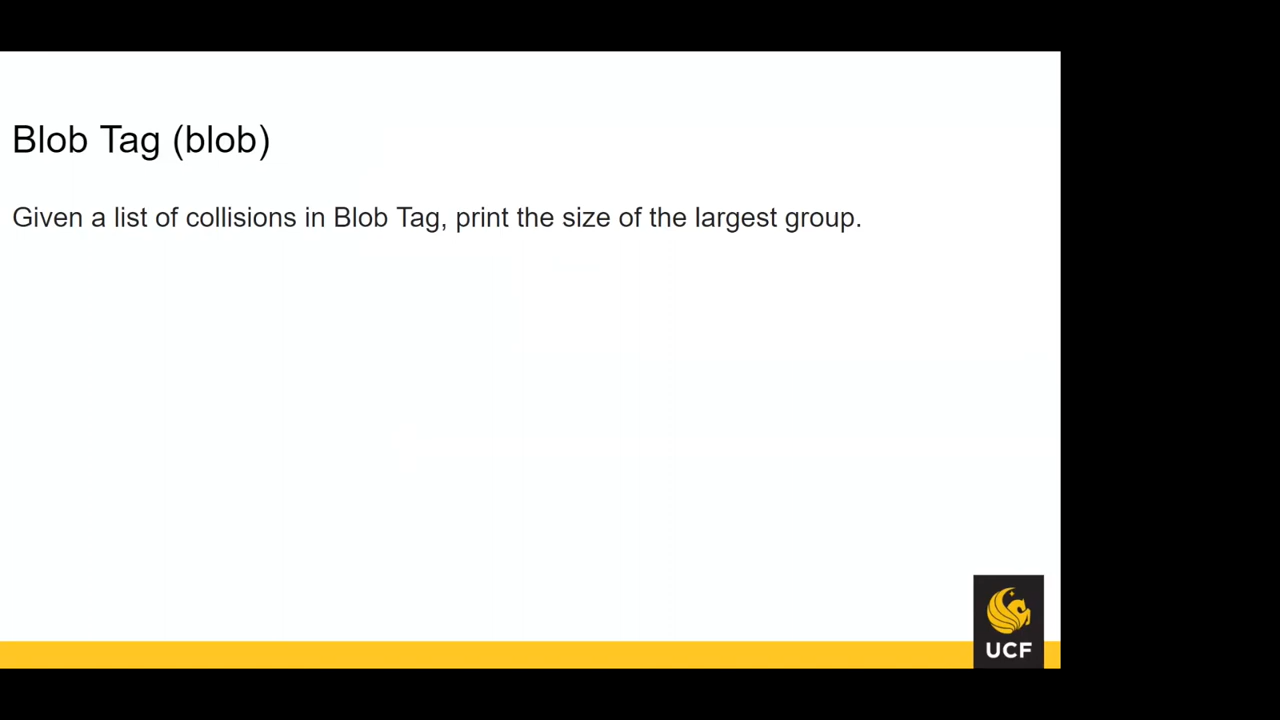 Blob Tag (blob)
Given a list of collisions in Blob Tag, print the size of the largest group.
UCF